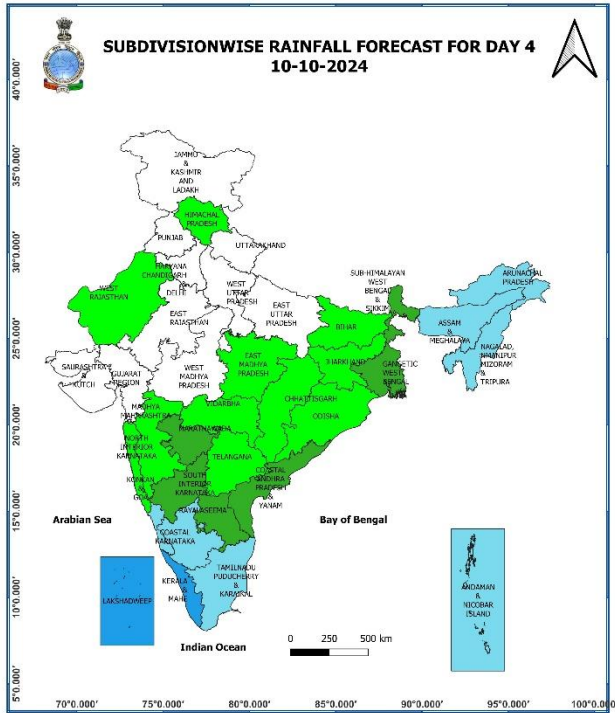 SUBDIVISIONWISE RAINFALL FORECAST FOR DAY 4
10-10-2024
40°0.000'
35°0.000'
30°0.000'
25°0.000'
20°0.000'
15°0.000'
10°0.000'
5°0.000'
JAMMO
&
KASHMIR
AND
LADAKH
HIMACHAL
PRADESH
PUNJAB
UTTARAKHAND
HARYANA
CHANDIGARH
&
DELHI
WEST
RAJASTHAN
WEST
UTTAR
PRADESH
EAST
RAJASTHAN
EAST
UTTAR
PRADESH
SUB-HIMALAYAN
WEST
BENGAL
&
SIKKIM
ARUNACHAL
PRADESH
ASSAM
&
MEGHALAYA
NAGALAD,
MANIPUR
MIZORAM
&
TRIPURA
BIHAR
JHARKHAND
GANGETIC
WEST
BENGAL
SAURASHTRA
&
KUTCH
GUJARAT
REGION
WEST
MADHYA
PRADESH
EAST
MADHYA
PRADESH
VIDARBHA
CHHATTISGARH
ODISHA
MADHYA
MAHARASHTRA
MARATHAWADA
NORTH
INTERIOR
KARNATAKA
TELANGANA
KONKAN
&
GOA
SOUTH
INTERIOR
KARNATAKA
COASTAL
ANDHRA
PRADESH
&
YANAM
RAYALASEEMA
COASTAL
KARNATAKA
TAMILNADU
PUDUCHERRY
&
KARAIKAL
KERALA
&
MAHE
LAKSHADWEEP
ANDAMAN
&
NICOBAR
ISLAND
Arabian Sea
Bay of Bengal
Indian Ocean
0 250 500 km
70°0.000' 75°0.000' 80°0.000' 85°0.000' 90°0.000' 95°0.000' 100°0.000'